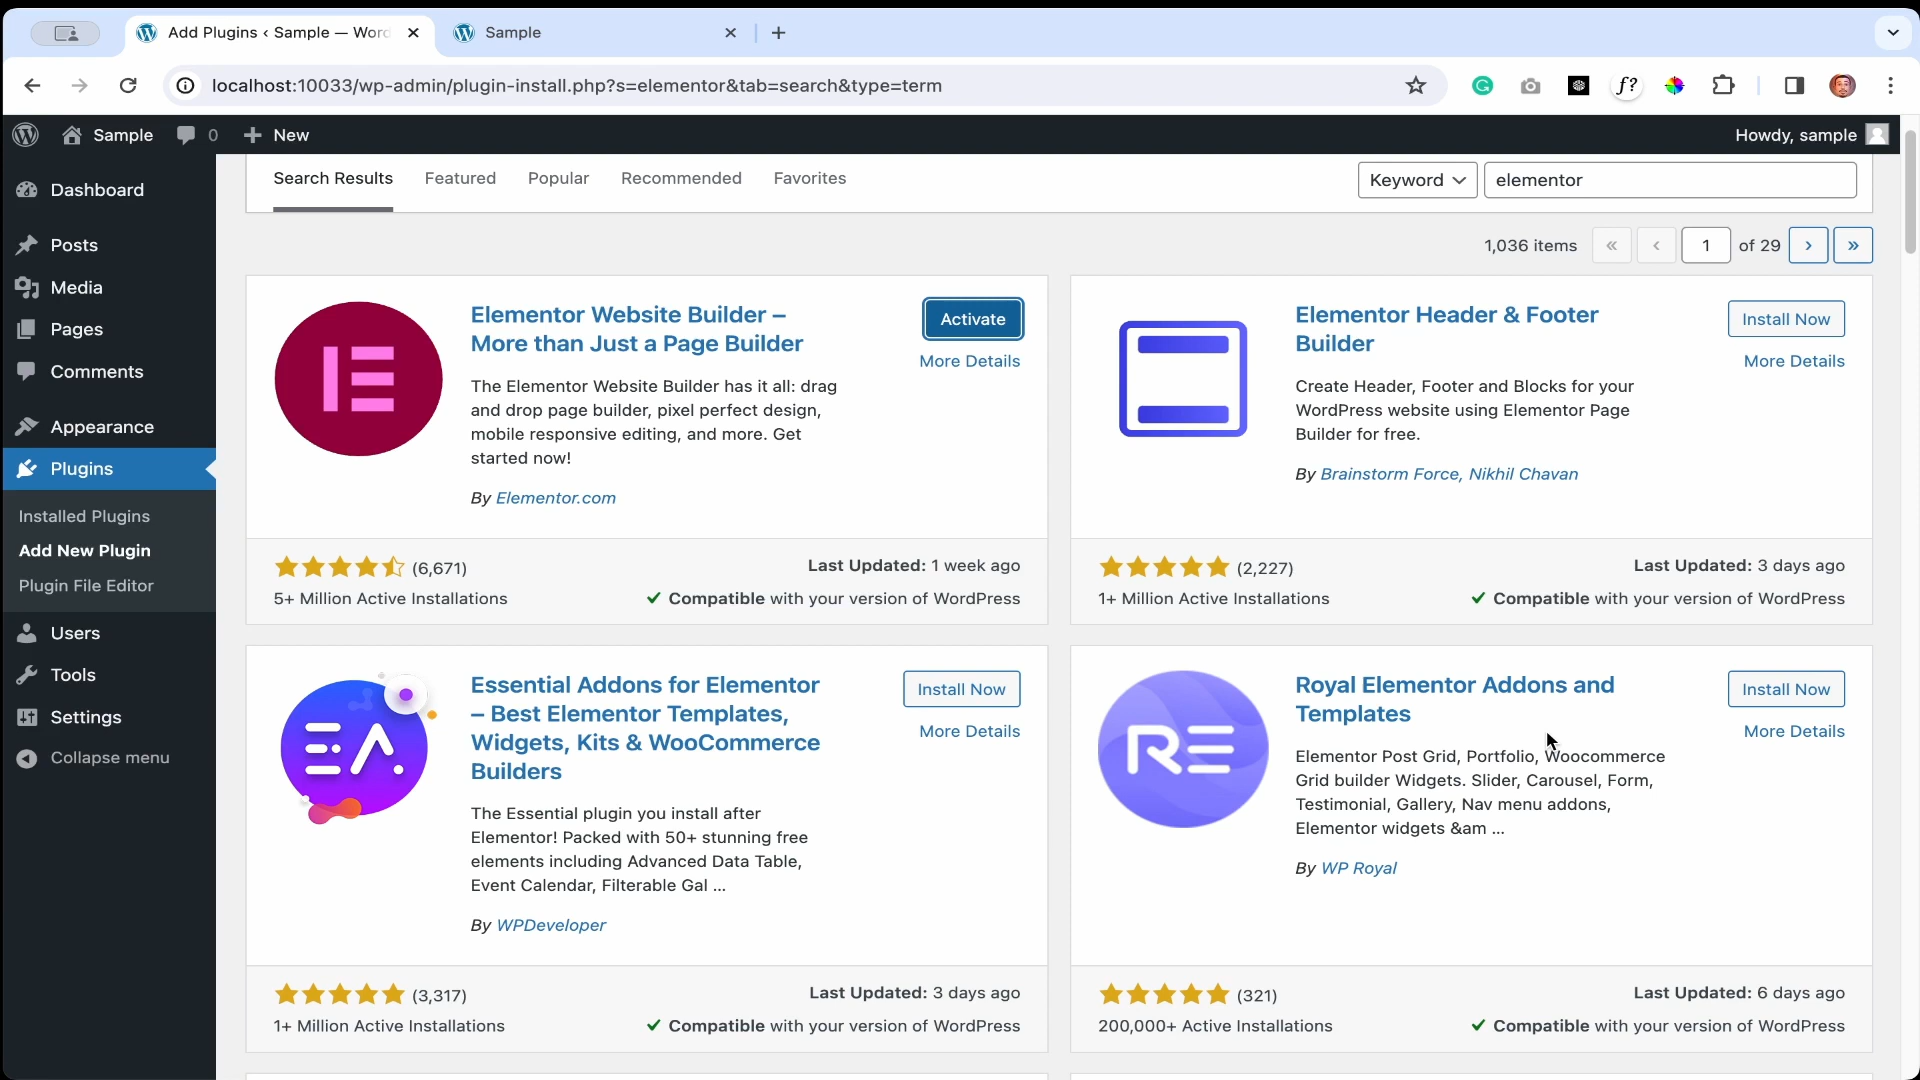 Add Plugins ‹ Sample — Word
Sample
localhost:10033/wp-admin/plugin-install.php?s=elementor&tab=search&type=term
f?
Sample
0
New
Howdy, sample
Dashboard
Posts
Media
Pages
Comments
Appearance
Plugins
Installed Plugins
Add New Plugin
Plugin File Editor
Users
Tools
Settings
Collapse menu
Search Results
Featured
Popular
Recommended
Favorites
Keyword
elementor
1,036 items
«
‹
1
of 29
›
»
Elementor Website Builder –
More than Just a Page Builder
Activate
More Details
The Elementor Website Builder has it all: drag
and drop page builder, pixel perfect design,
mobile responsive editing, and more. Get
started now!
By Elementor.com
(6,671)
Last Updated: 1 week ago
5+ Million Active Installations
Compatible with your version of WordPress
Elementor Header & Footer
Builder
Install Now
More Details
Create Header, Footer and Blocks for your
WordPress website using Elementor Page
Builder for free.
By Brainstorm Force, Nikhil Chavan
(2,227)
Last Updated: 3 days ago
1+ Million Active Installations
Compatible with your version of WordPress
Essential Addons for Elementor
– Best Elementor Templates,
Widgets, Kits & WooCommerce
Builders
Install Now
More Details
The Essential plugin you install after
Elementor! Packed with 50+ stunning free
elements including Advanced Data Table,
Event Calendar, Filterable Gal ...
By WPDeveloper
(3,317)
Last Updated: 3 days ago
1+ Million Active Installations
Compatible with your version of WordPress
RE
Royal Elementor Addons and
Templates
Install Now
More Details
Elementor Post Grid, Portfolio, Woocommerce
Grid builder Widgets. Slider, Carousel, Form,
Testimonial, Gallery, Nav menu addons,
Elementor widgets &am ...
By WP Royal
(321)
Last Updated: 6 days ago
200,000+ Active Installations
Compatible with your version of WordPress